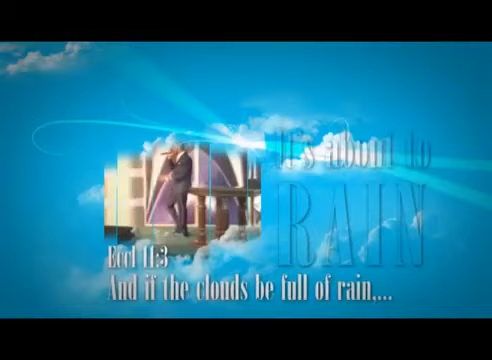 It's about to
RAIN
Eccl 11:3
And if the clouds be full of rain,...